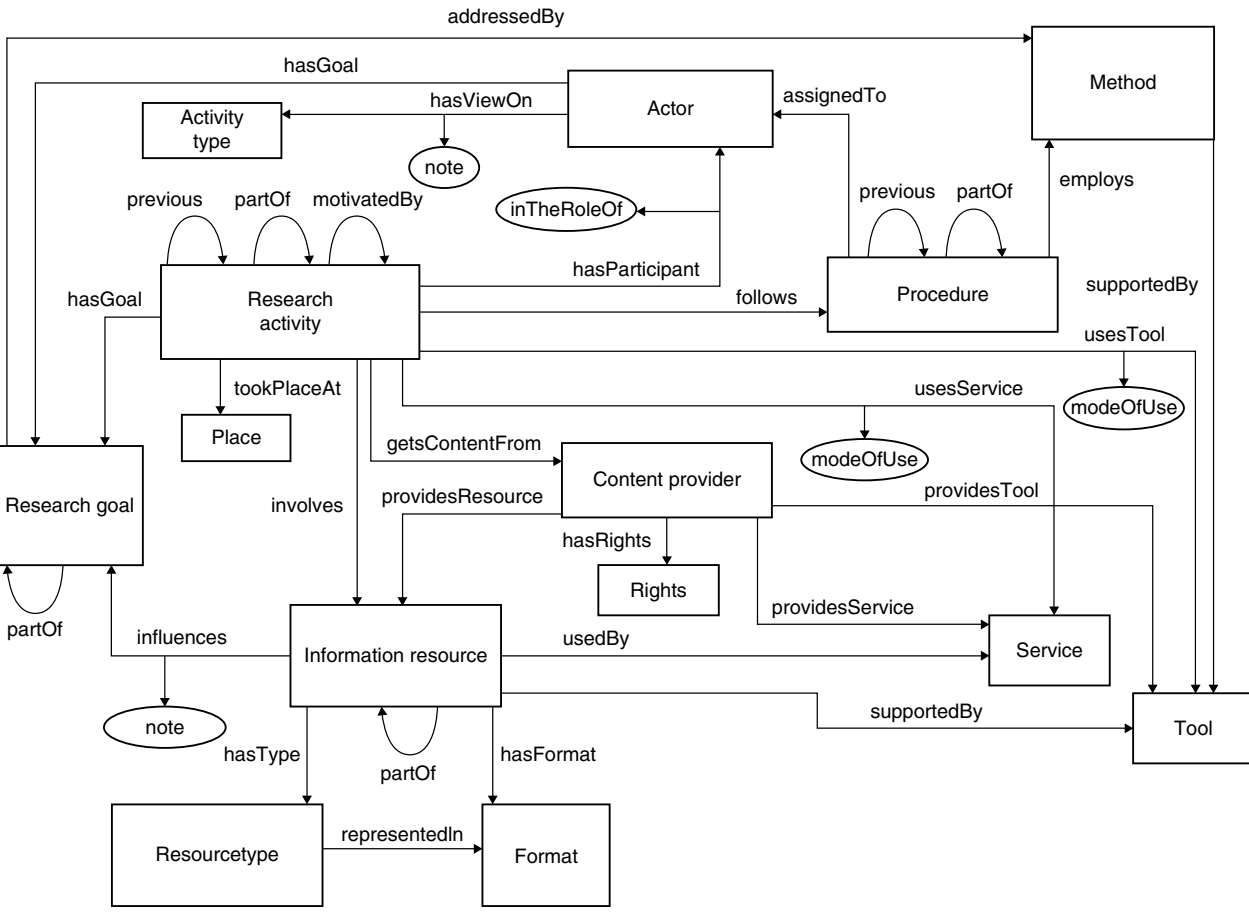 addressedBy
Method
hasGoal
Actor
hasViewOn
assignedTo
Activity
type
note
employs
previous
partOf
motivatedBy
inTheRoleOf
previous
partOf
hasParticipant
Research
activity
hasGoal
follows
Procedure
supportedBy
usesTool
tookPlaceAt
usesService
modeOfUse
Place
getsContentFrom
modeOfUse
Content provider
Research goal
involves
providesResource
providesTool
hasRights
Rights
partOf
influences
providesService
Information resource
usedBy
Service
note
supportedBy
Tool
hasType
partOf
hasFormat
representedIn
Resourcetype
Format